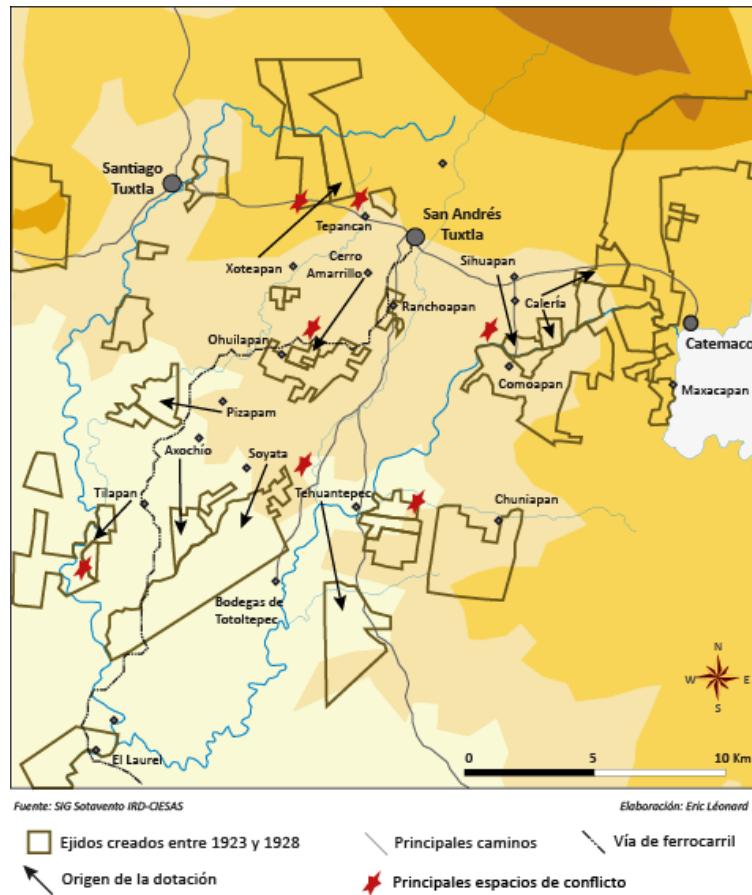 Santiago
Tuxtla
Tepancan
San Andrés
Tuxtla
Xoteapan
Cerro
Amarrillo
Sihuapan
Calería
Ranchoapan
Catemaco
Ohuilapan
Comoapan
Maxacapan
Pizapam
Axochío
Soyata
Tilapan
Tehuantepec
Chuniapan
Bodegas de
Totoltepec
El Laurel
N
W E
S
0 5 10 Km
Fuente: SIG Sotavento IRD-CIESAS
Elaboración: Eric Léonard
Ejidos creados entre 1923 y 1928
Principales caminos
Vía de ferrocarril
Origen de la dotación
Principales espacios de conflicto